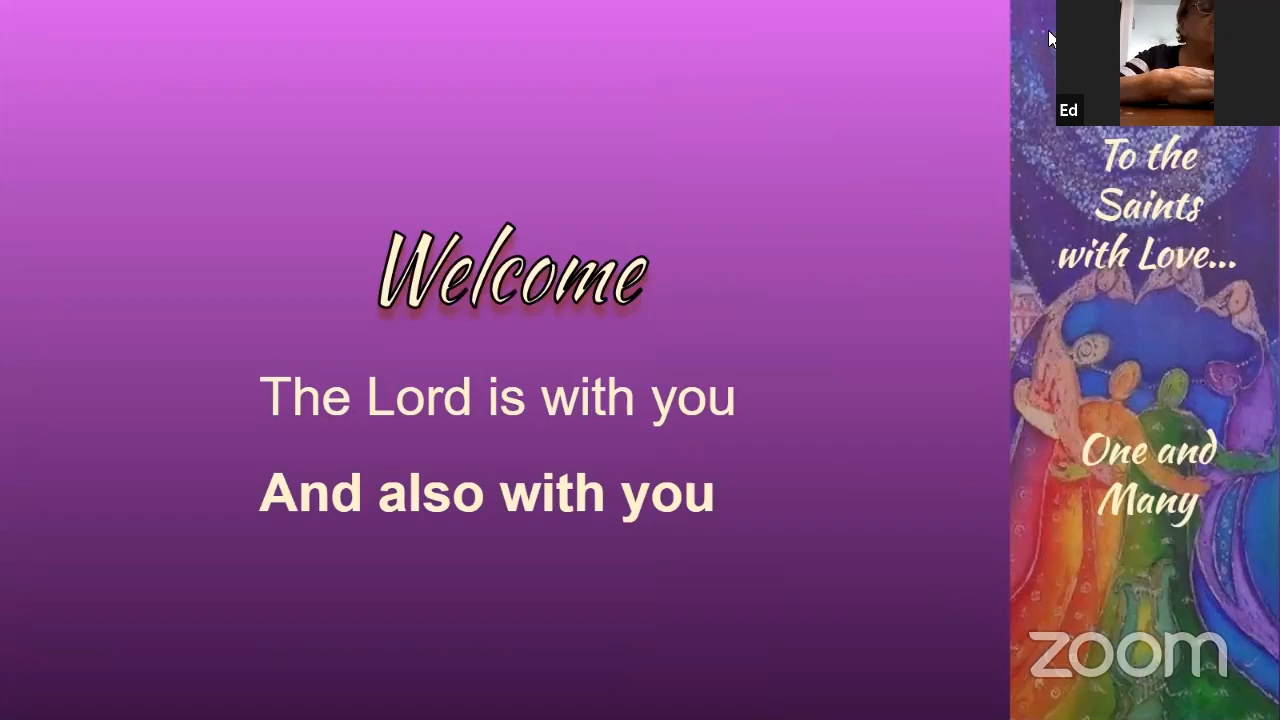 Welcome
The Lord is with you
And also with you
Ed
To the
Saints
with Love...
One and
Many
zoom